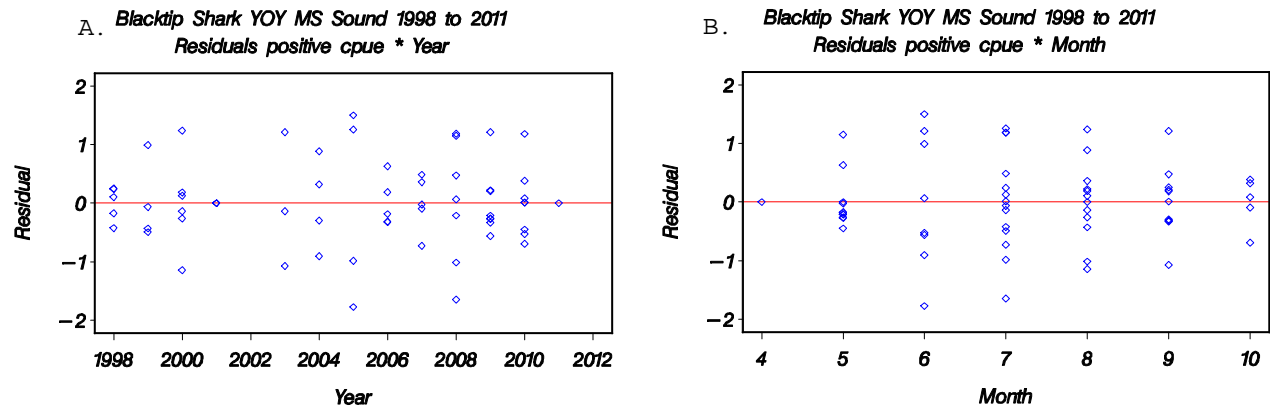 A.
Blacktip Shark YOY MS Sound 1998 to 2011
Residuals positive cpue * Year
2
1
0
−1
−2
Residual
1998 2000 2002 2004 2006 2008 2010 2012
Year
B.
Blacktip Shark YOY MS Sound 1998 to 2011
Residuals positive cpue * Month
2
1
0
−1
−2
Residual
4 5 6 7 8 9 10
Month